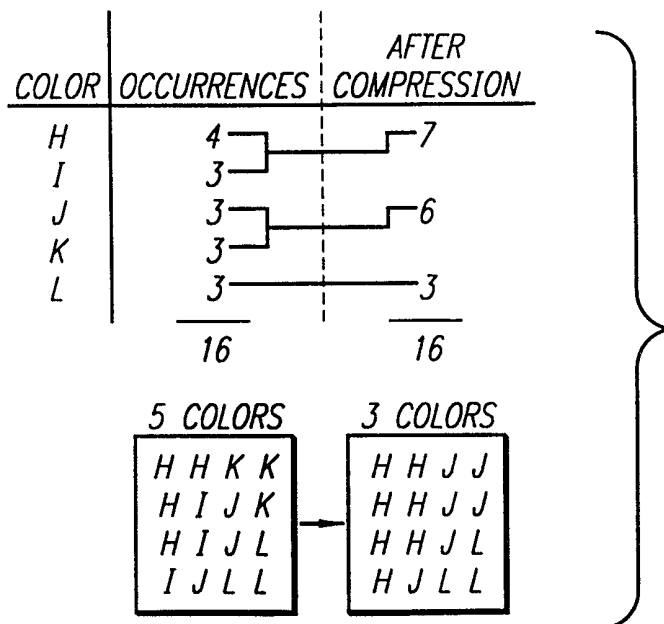 AFTER
COLOR OCCURRENCES COMPRESSION
H 4 7
I 3
J 3 6
K 3
L 3 3
16 16
5 COLORS 3 COLORS
H H K K H H J J
H I J K H H J J
H I J L H H J L
I J L L H J L L